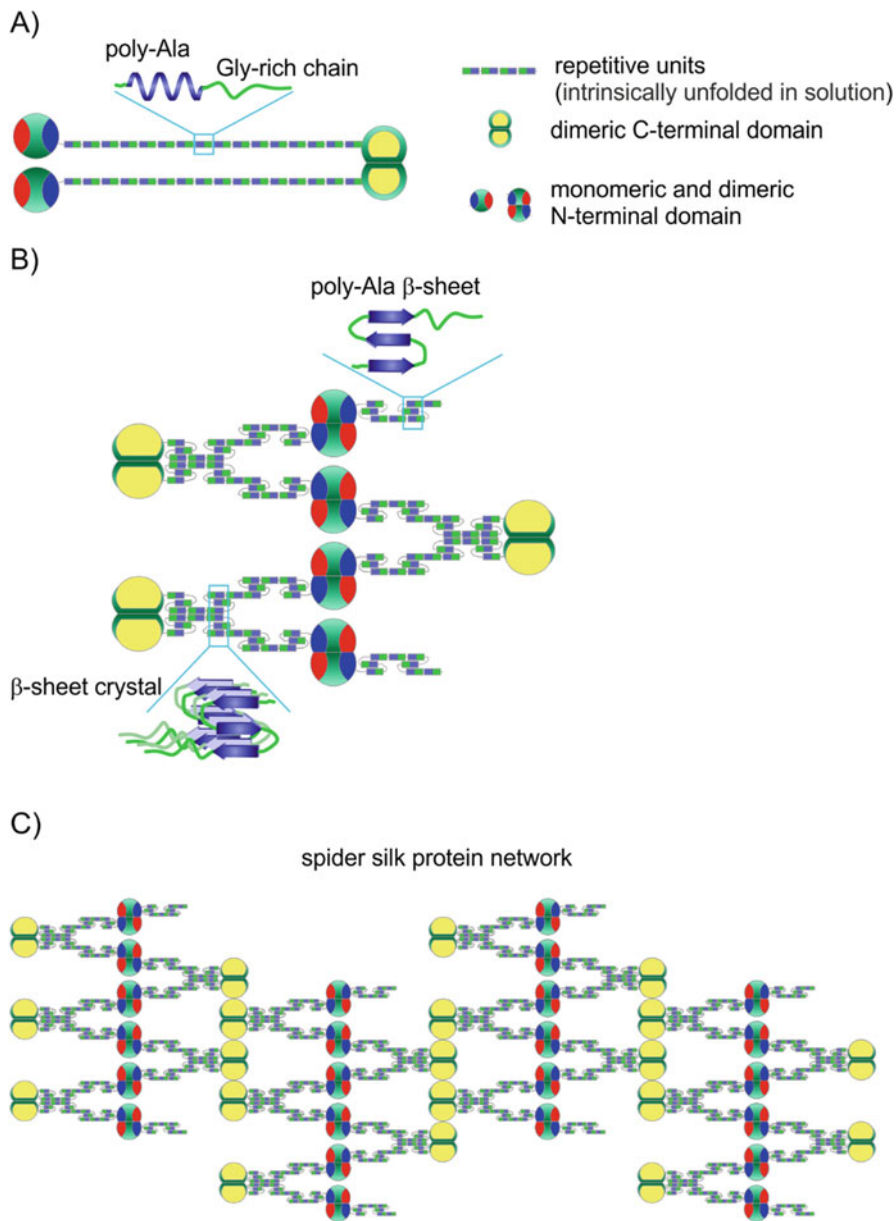 A)
poly-Ala
Gly-rich chain
repetitive units
(intrinsically unfolded in solution)
dimeric C-terminal domain
monomeric and dimeric
N-terminal domain
B)
poly-Ala β-sheet
β-sheet crystal
C)
spider silk protein network